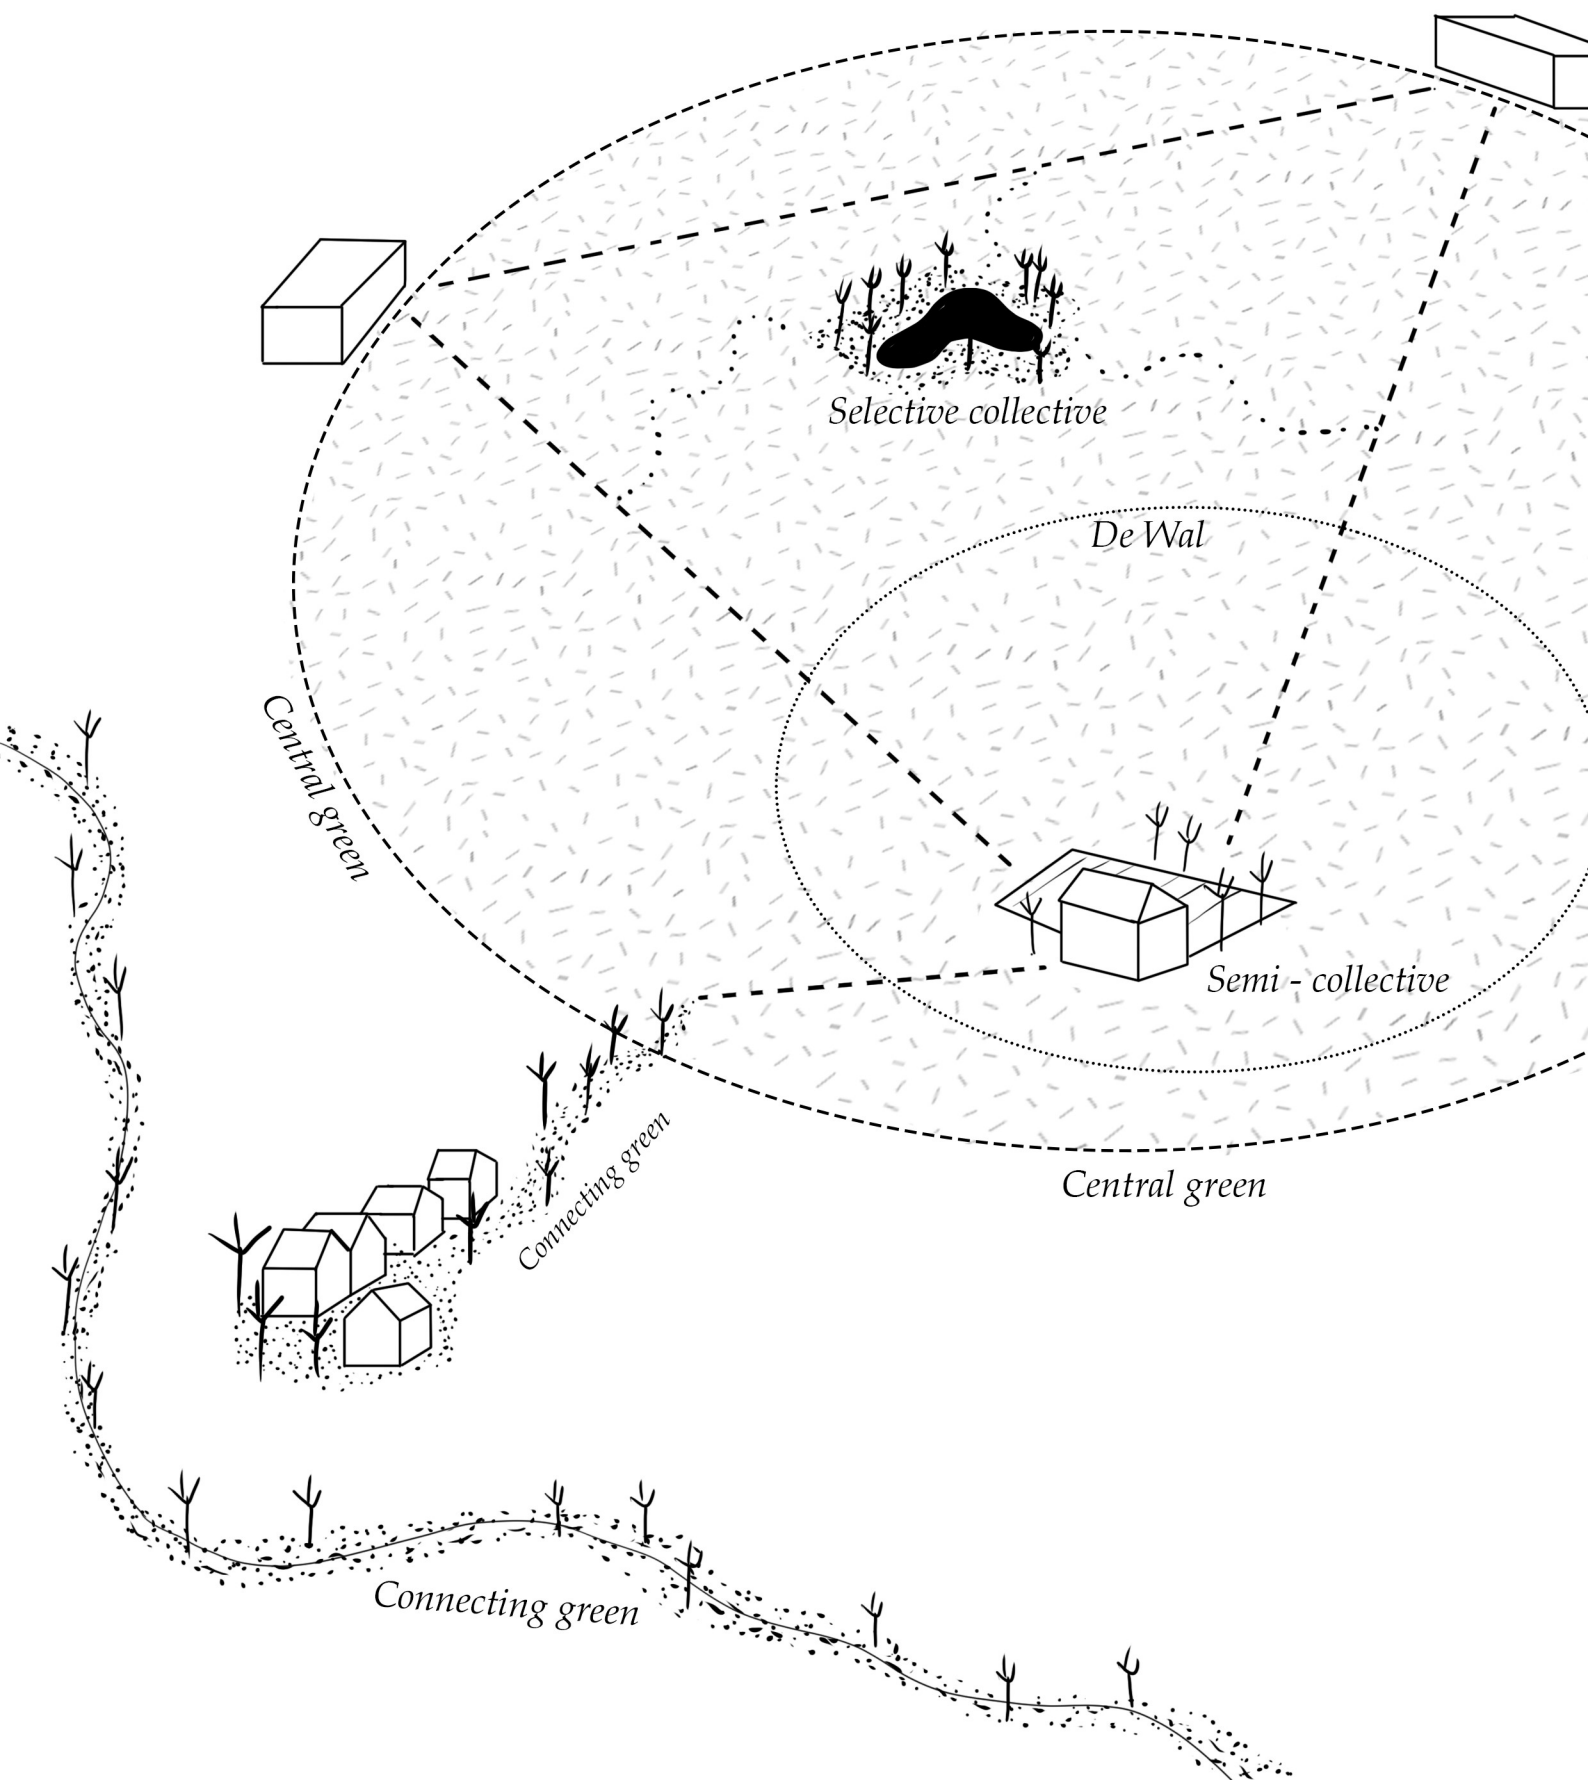 Selective collective
De Wal
Central green
Semi - collective
Connecting green
Central green
Connecting green